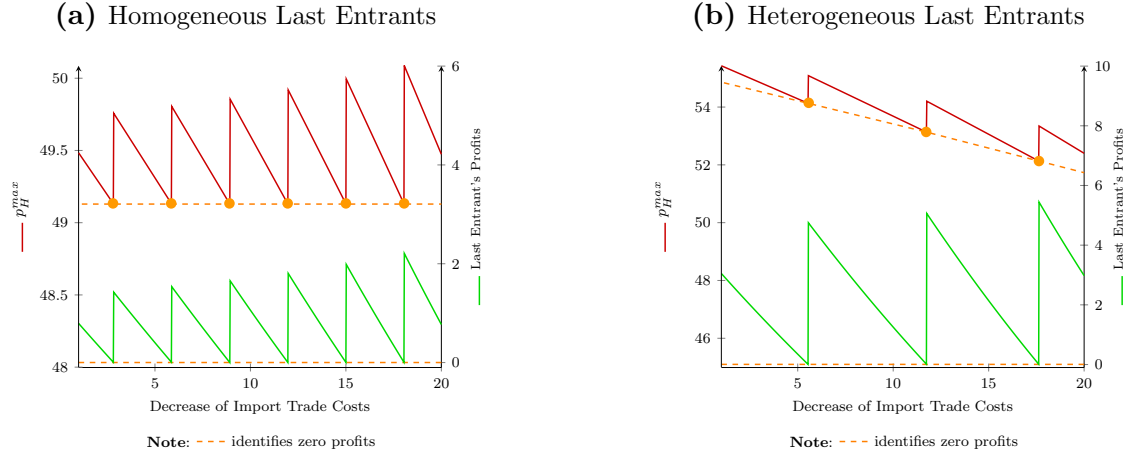 (a) Homogeneous Last Entrants
50
49.5
49
48.5
48
p_H^max
6
4
2
0
Last Entrant's Profits
5 10 15 20
Decrease of Import Trade Costs
Note: identifies zero profits
(b) Heterogeneous Last Entrants
54
52
50
48
46
p_H^max
10
8
6
4
2
0
Last Entrant's Profits
5 10 15 20
Decrease of Import Trade Costs
Note: identifies zero profits